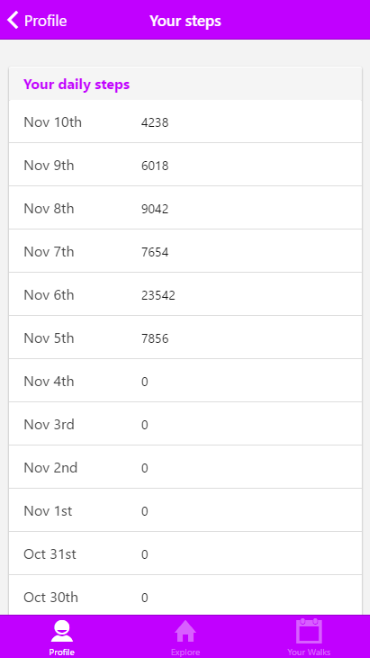 Profile
Your steps
Your daily steps
Nov 10th 4238
Nov 9th 6018
Nov 8th 9042
Nov 7th 7654
Nov 6th 23542
Nov 5th 7856
Nov 4th 0
Nov 3rd 0
Nov 2nd 0
Nov 1st 0
Oct 31st 0
Oct 30th 0
Profile Explore Your Walks